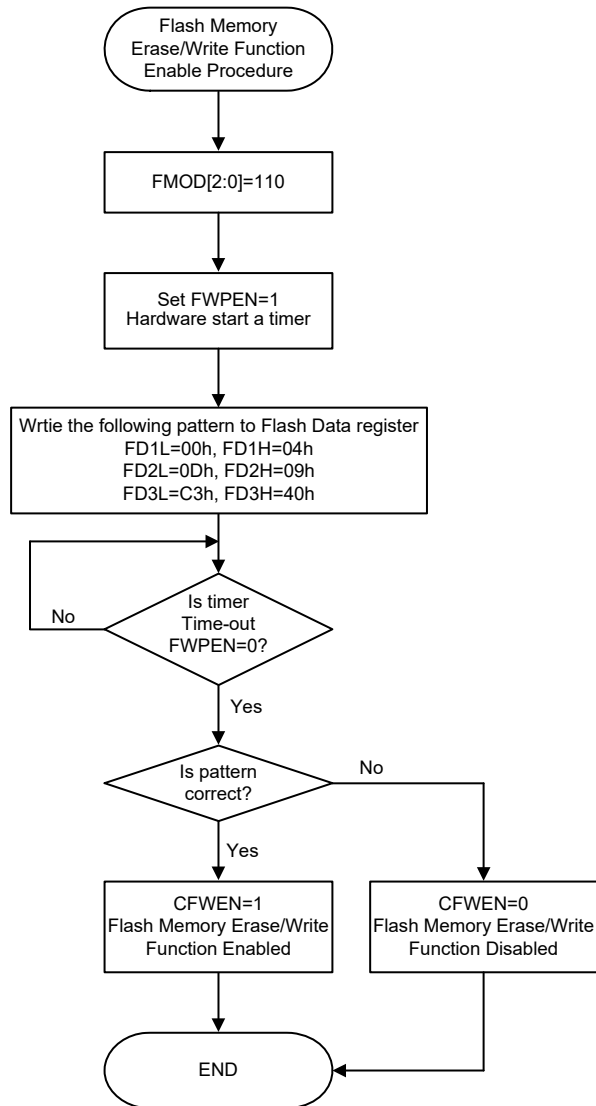 Flash Memory
Erase/Write Function
Enable Procedure
FMOD[2:0]=110
Set FWPEN=1
Hardware start a timer
Wrtie the following pattern to Flash Data register
FD1L=00h, FD1H=04h
FD2L=0Dh, FD2H=09h
FD3L=C3h, FD3H=40h
Is timer
Time-out
FWPEN=0?
No
Yes
Is pattern
correct?
No
Yes
CFWEN=1
Flash Memory Erase/Write
Function Enabled
CFWEN=0
Flash Memory Erase/Write
Function Disabled
END